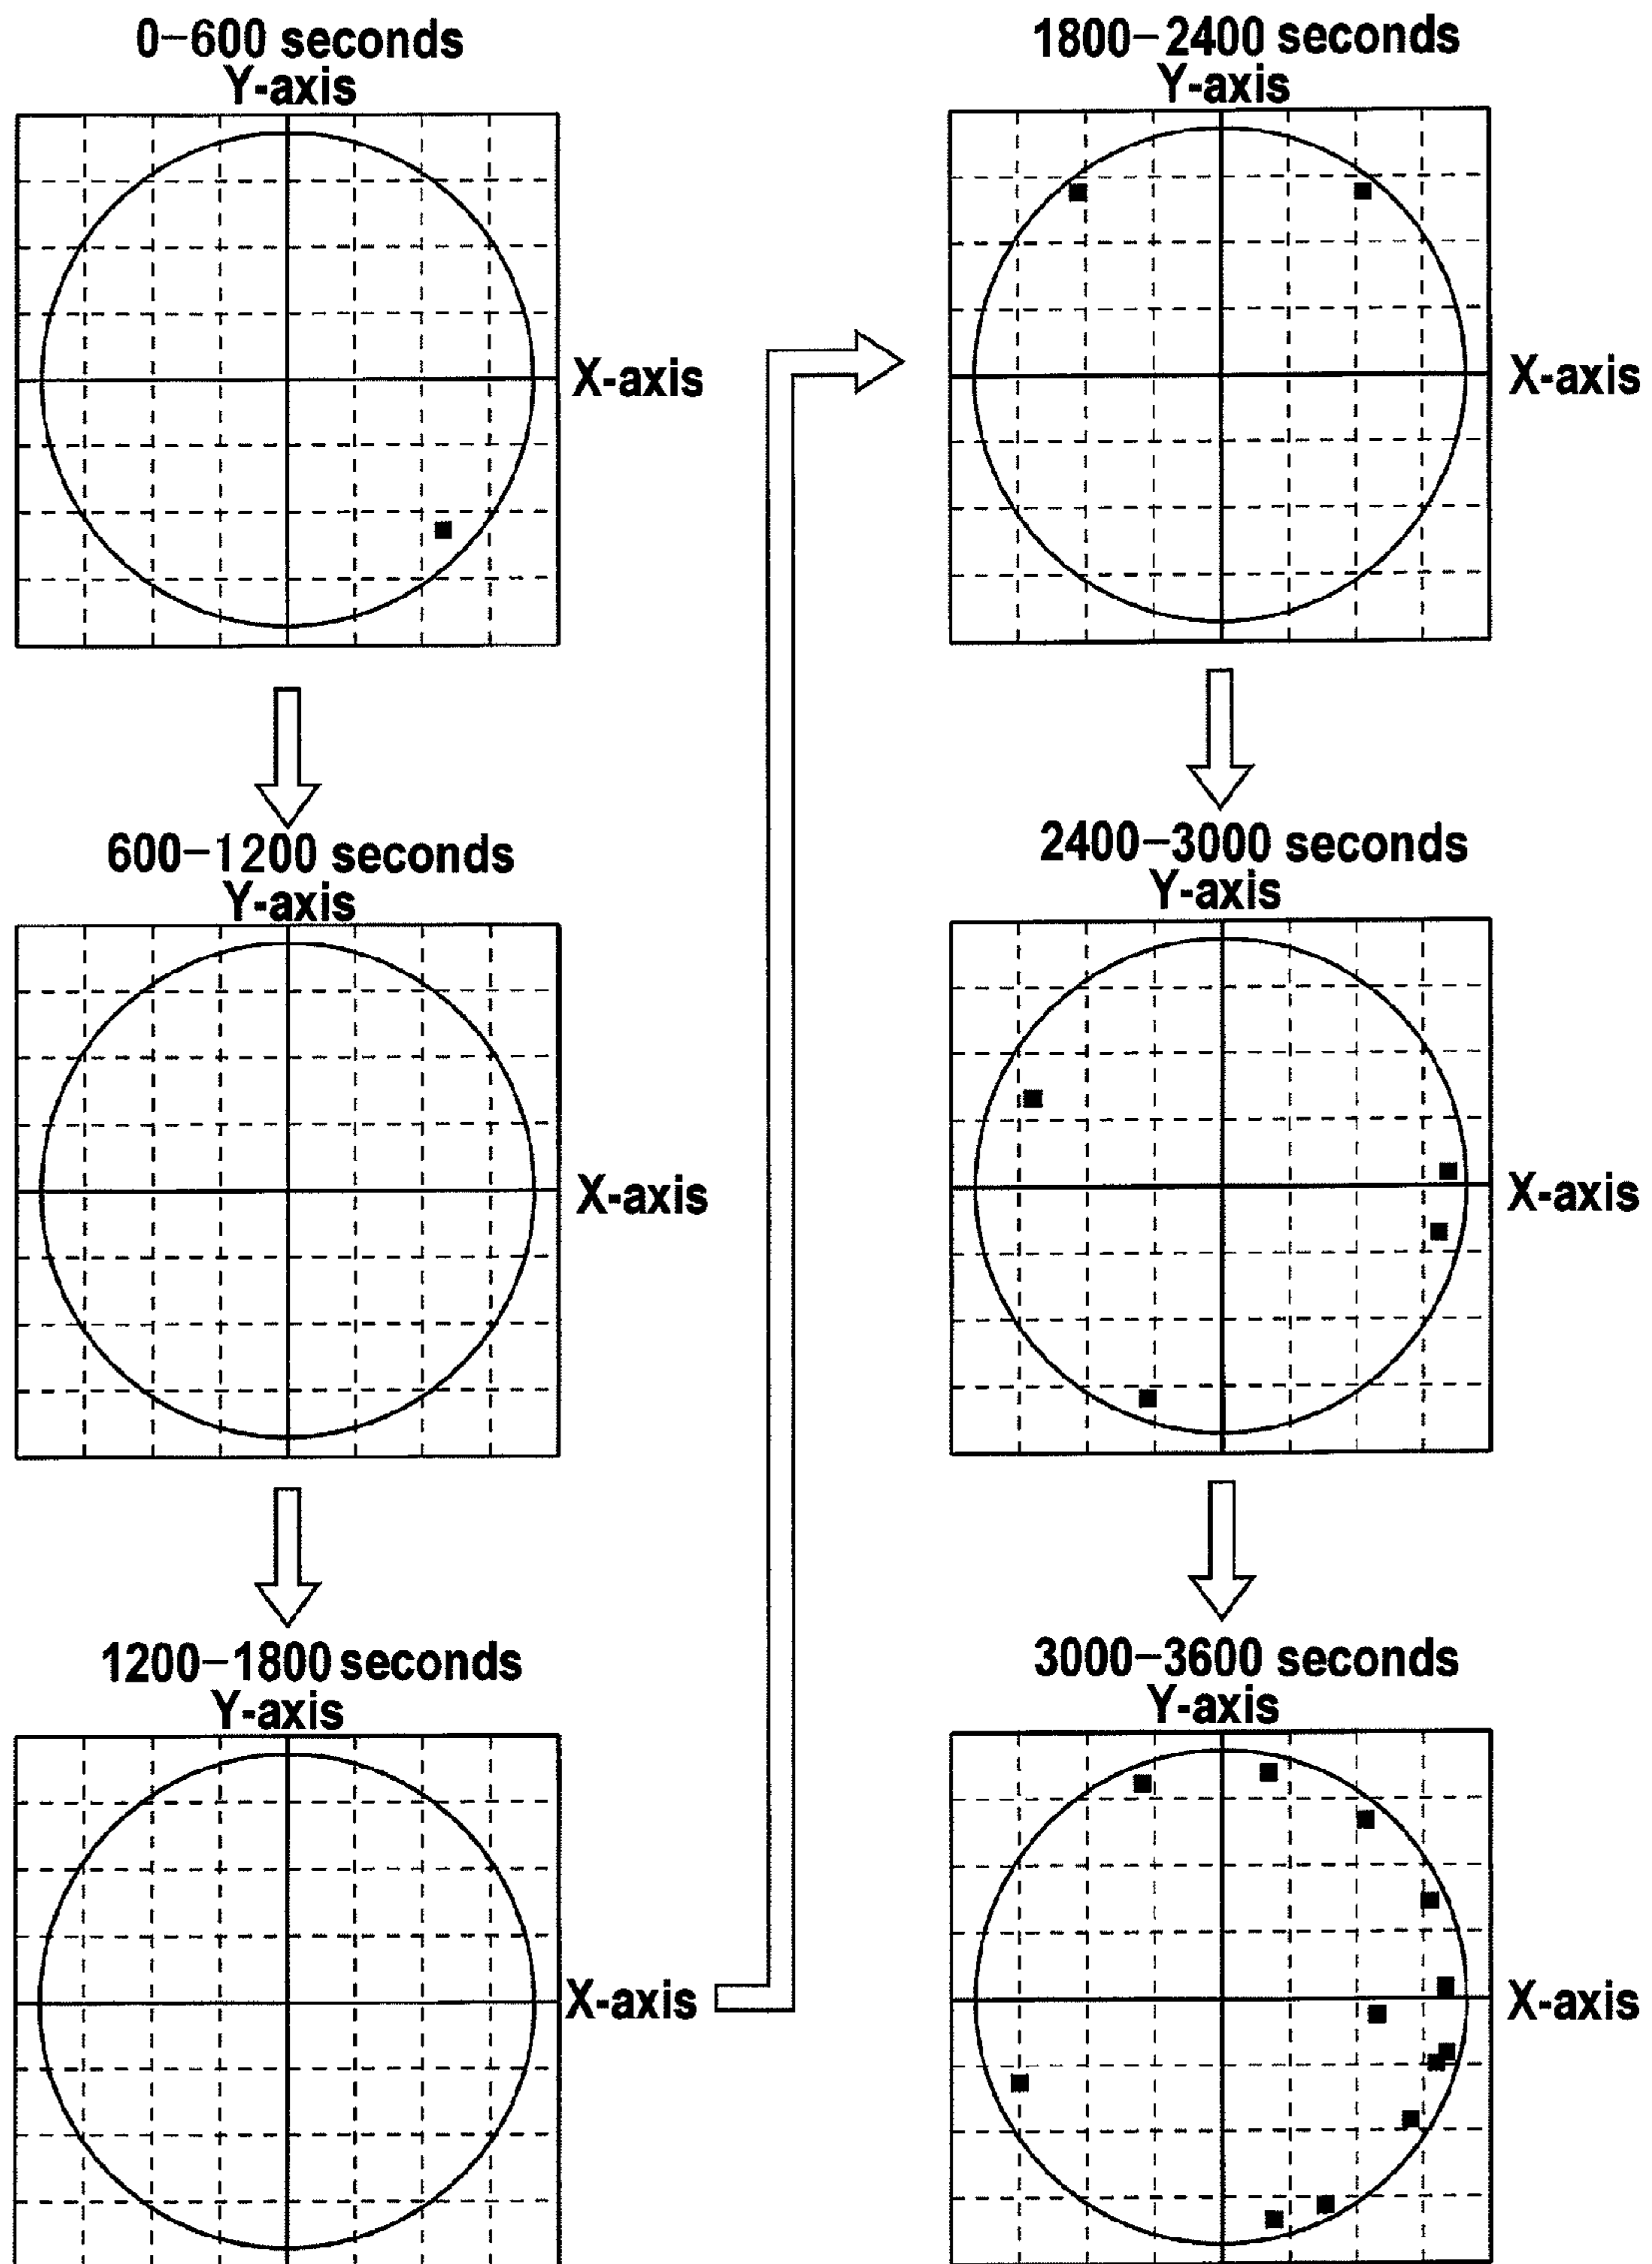 0–600 seconds
Y-axis
X-axis
600–1200 seconds
Y-axis
X-axis
1200–1800 seconds
Y-axis
X-axis
1800–2400 seconds
Y-axis
X-axis
2400–3000 seconds
Y-axis
X-axis
3000–3600 seconds
Y-axis
X-axis